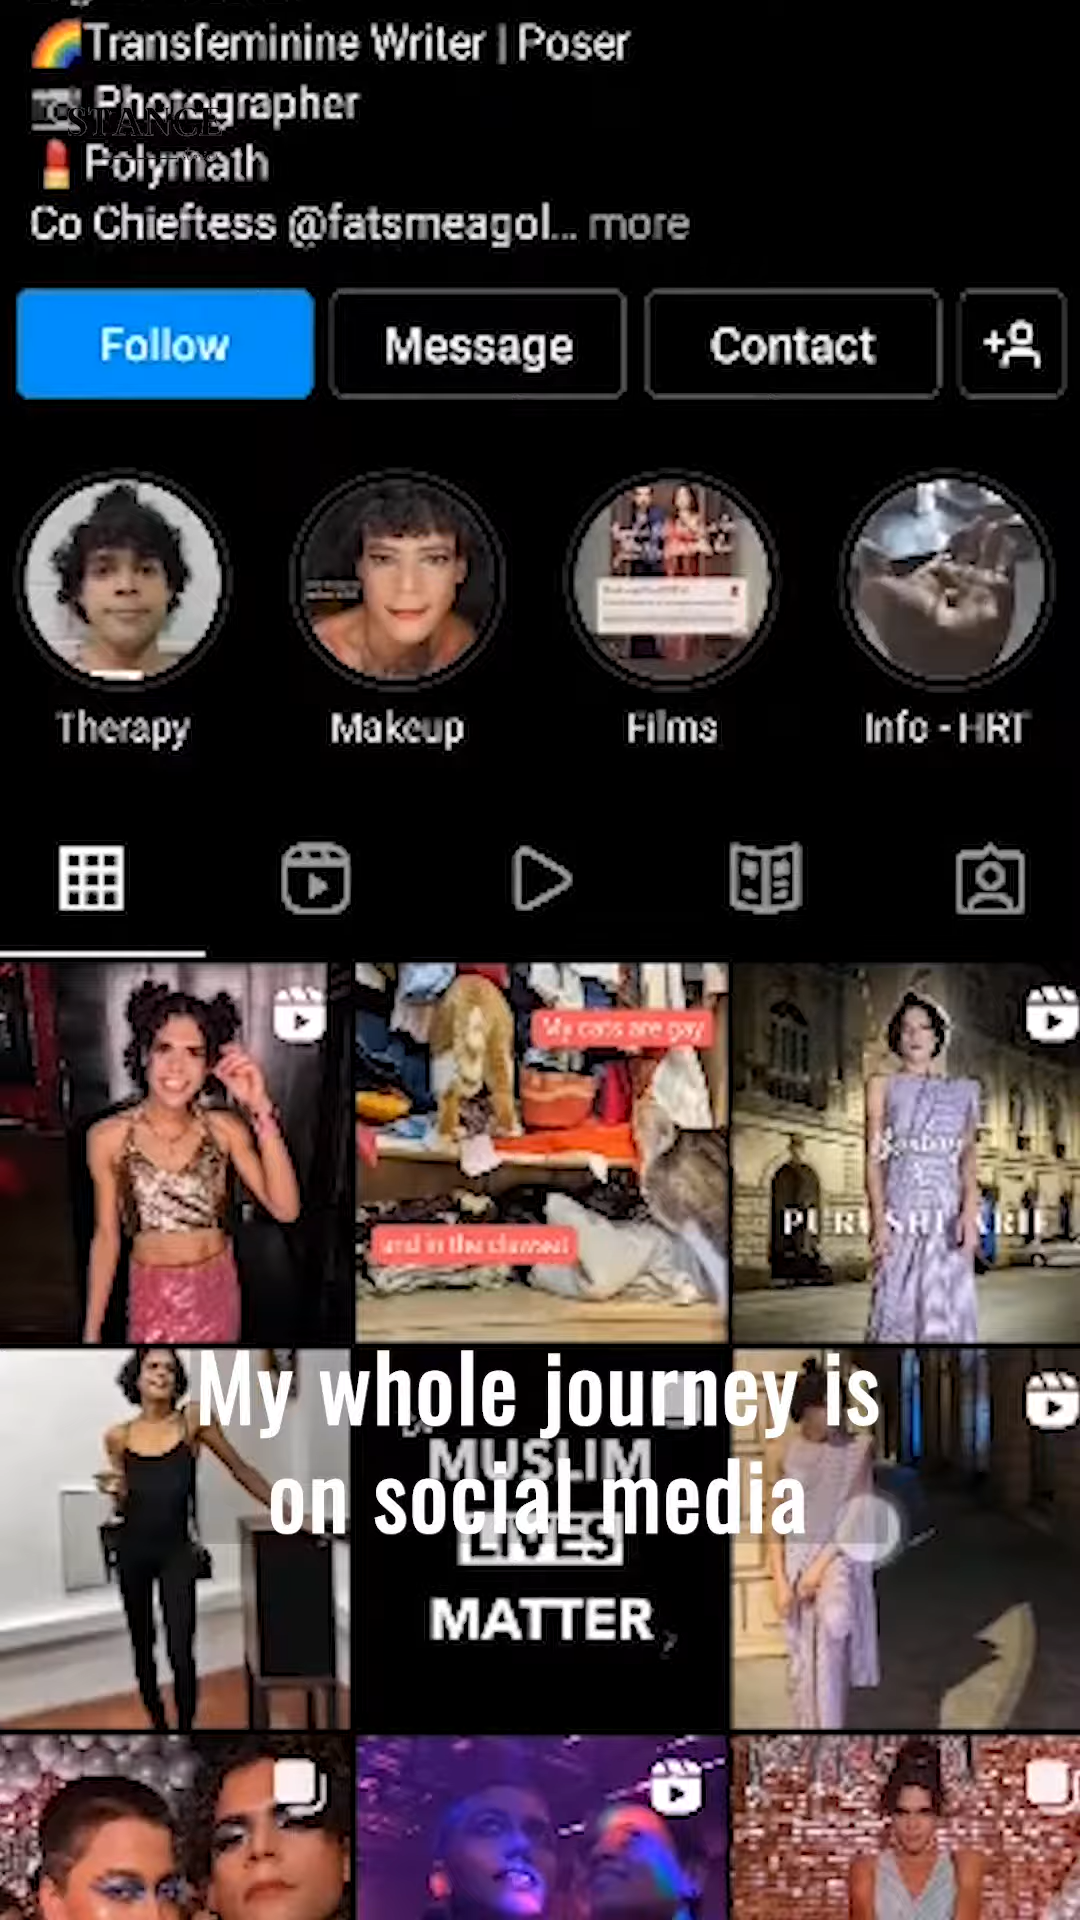 Transfeminine Writer | Poser
Photographer
STANCE
Polymath
Co Chieftess @fatsmeagol... more
Follow
Message
Contact
Therapy
Makeup
Films
Info - HRT
My cats are gay
and in the closset
My whole journey is
on social media
MUSLIM
LIVES
MATTER